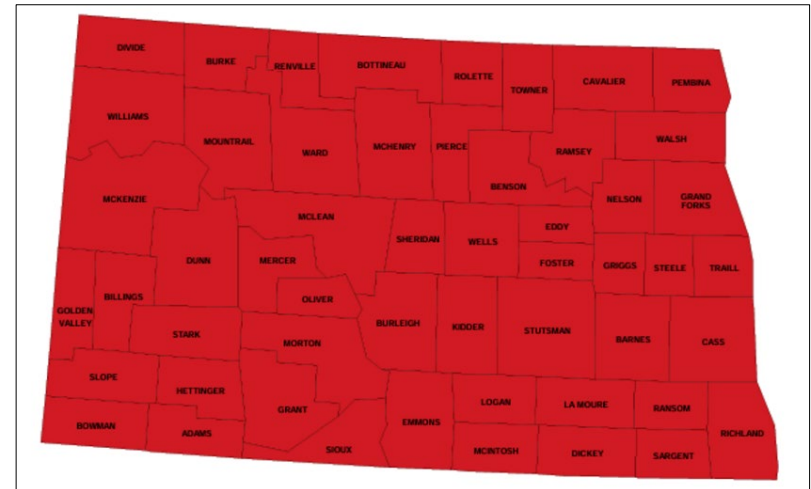 DIVIDE
BURKE
RENVILLE
BOTTINEAU
ROLETTE
TOWNER
CAVALIER
PEMBINA
WILLIAMS
MOUNTRAIL
WARD
MCHENRY
PIERCE
BENSON
RAMSEY
WALSH
MCKENZIE
MCLEAN
NELSON
GRAND
FORKS
DUNN
MERCER
SHERIDAN
WELLS
EDDY
FOSTER
GRIGGS
STEELE
TRAILL
GOLDEN
VALLEY
BILLINGS
OLIVER
STARK
MORTON
BURLEIGH
KIDDER
STUTSMAN
BARNES
CASS
SLOPE
HETTINGER
GRANT
BOWMAN
ADAMS
SIOUX
EMMONS
LOGAN
LA MOURE
RANSOM
RICHLAND
MCINTOSH
DICKEY
SARGENT